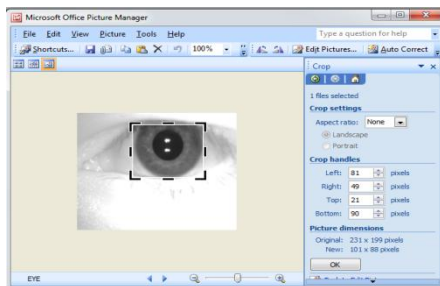 Microsoft Office Picture Manager
File Edit View Picture Tools Help
Type a question for help
Shortcuts... 100% Edit Pictures... Auto Correct
Crop
1 files selected
Crop settings
Aspect ratio: None
Landscape
Portrait
Crop handles
Left: 81 pixels
Right: 49 pixels
Top: 21 pixels
Bottom: 90 pixels
Picture dimensions
Original: 231 x 199 pixels
New: 101 x 88 pixels
OK
EYE